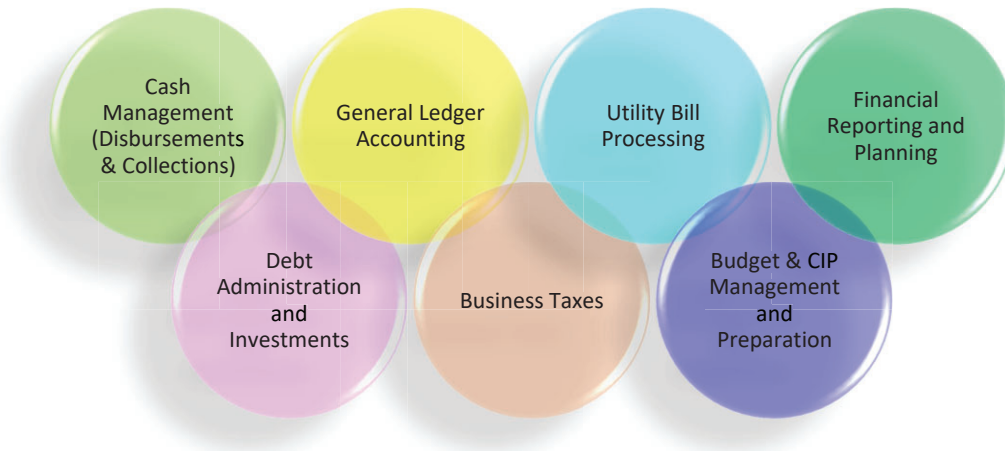 Cash
Management
(Disbursements
& Collections)
General Ledger
Accounting
Utility Bill
Processing
Financial
Reporting and
Planning
Debt
Administration
and
Investments
Business Taxes
Budget & CIP
Management
and
Preparation